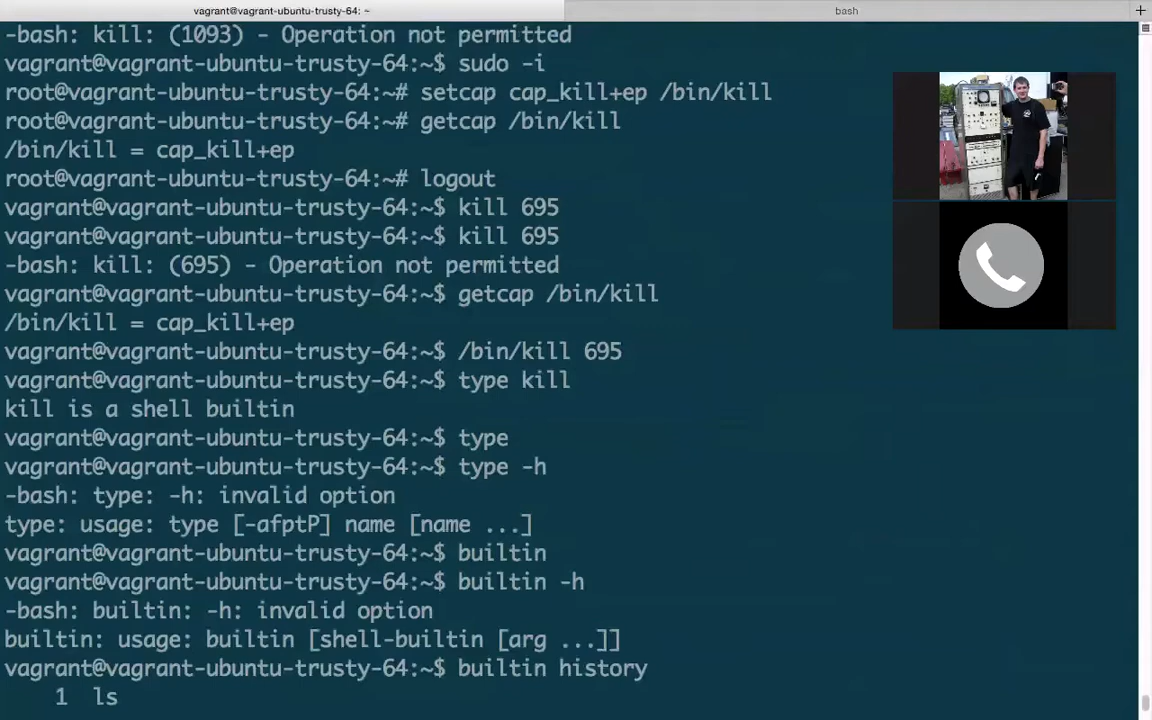 vagrant@vagrant-ubuntu-trusty-64: ~
bash
-bash: kill: (1093) - Operation not permitted
vagrant@vagrant-ubuntu-trusty-64:~$ sudo -i
root@vagrant-ubuntu-trusty-64:~# setcap cap_kill+ep /bin/kill
root@vagrant-ubuntu-trusty-64:~# getcap /bin/kill
/bin/kill = cap_kill+ep
root@vagrant-ubuntu-trusty-64:~# logout
vagrant@vagrant-ubuntu-trusty-64:~$ kill 695
vagrant@vagrant-ubuntu-trusty-64:~$ kill 695
-bash: kill: (695) - Operation not permitted
vagrant@vagrant-ubuntu-trusty-64:~$ getcap /bin/kill
/bin/kill = cap_kill+ep
vagrant@vagrant-ubuntu-trusty-64:~$ /bin/kill 695
vagrant@vagrant-ubuntu-trusty-64:~$ type kill
kill is a shell builtin
vagrant@vagrant-ubuntu-trusty-64:~$ type
vagrant@vagrant-ubuntu-trusty-64:~$ type -h
-bash: type: -h: invalid option
type: usage: type [-afptP] name [name ...]
vagrant@vagrant-ubuntu-trusty-64:~$ builtin
vagrant@vagrant-ubuntu-trusty-64:~$ builtin -h
-bash: builtin: -h: invalid option
builtin: usage: builtin [shell-builtin [arg ...]]
vagrant@vagrant-ubuntu-trusty-64:~$ builtin history
1 ls